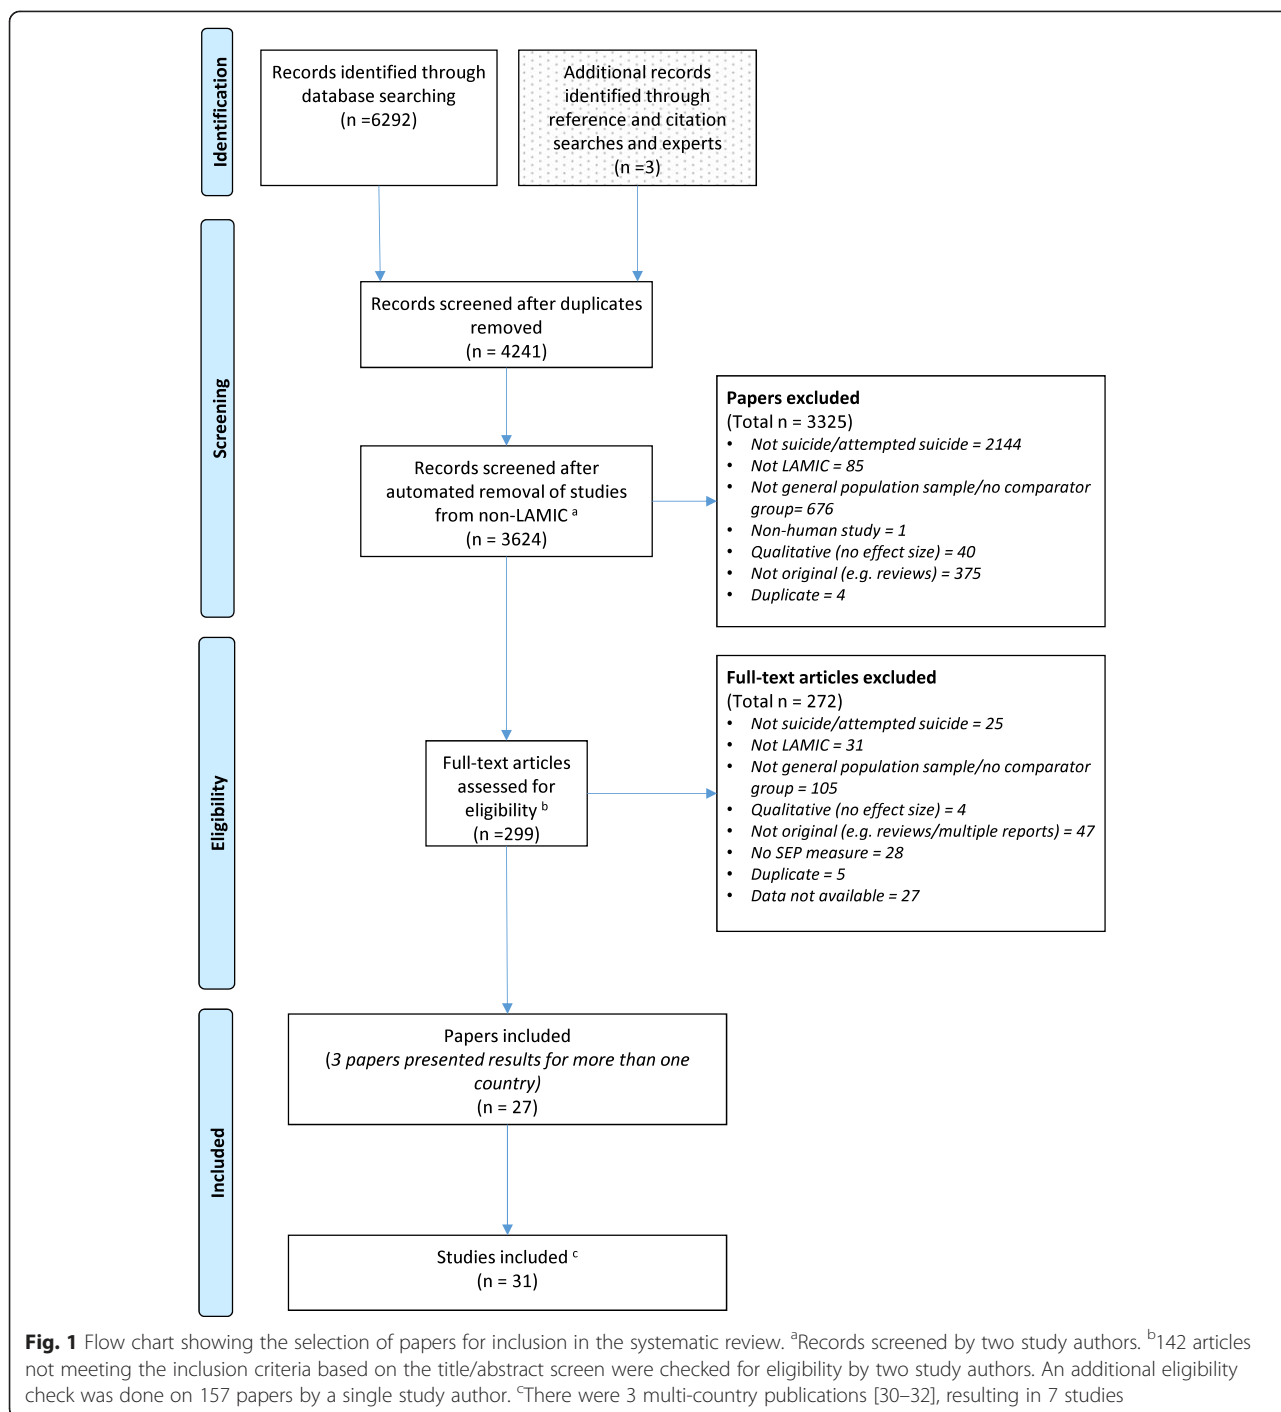 Identification
Records identified through
database searching
(n =6292)
Additional records
identified through
reference and citation
searches and experts
(n =3)
Screening
Records screened after duplicates
removed
(n = 4241)
Records screened after
automated removal of studies
from non-LAMIC a
(n = 3624)
Papers excluded
(Total n = 3325)
• Not suicide/attempted suicide = 2144
• Not LAMIC = 85
• Not general population sample/no comparator
group= 676
• Non-human study = 1
• Qualitative (no effect size) = 40
• Not original (e.g. reviews) = 375
• Duplicate = 4
Eligibility
Full-text articles
assessed for
eligibility b
(n =299)
Full-text articles excluded
(Total n = 272)
• Not suicide/attempted suicide = 25
• Not LAMIC = 31
• Not general population sample/no comparator
group = 105
• Qualitative (no effect size) = 4
• Not original (e.g. reviews/multiple reports) = 47
• No SEP measure = 28
• Duplicate = 5
• Data not available = 27
Included
Papers included
(3 papers presented results for more than one
country)
(n = 27)
Studies included c
(n = 31)
Fig. 1 Flow chart showing the selection of papers for inclusion in the systematic review. aRecords screened by two study authors. b142 articles
not meeting the inclusion criteria based on the title/abstract screen were checked for eligibility by two study authors. An additional eligibility
check was done on 157 papers by a single study author. cThere were 3 multi-country publications [30–32], resulting in 7 studies